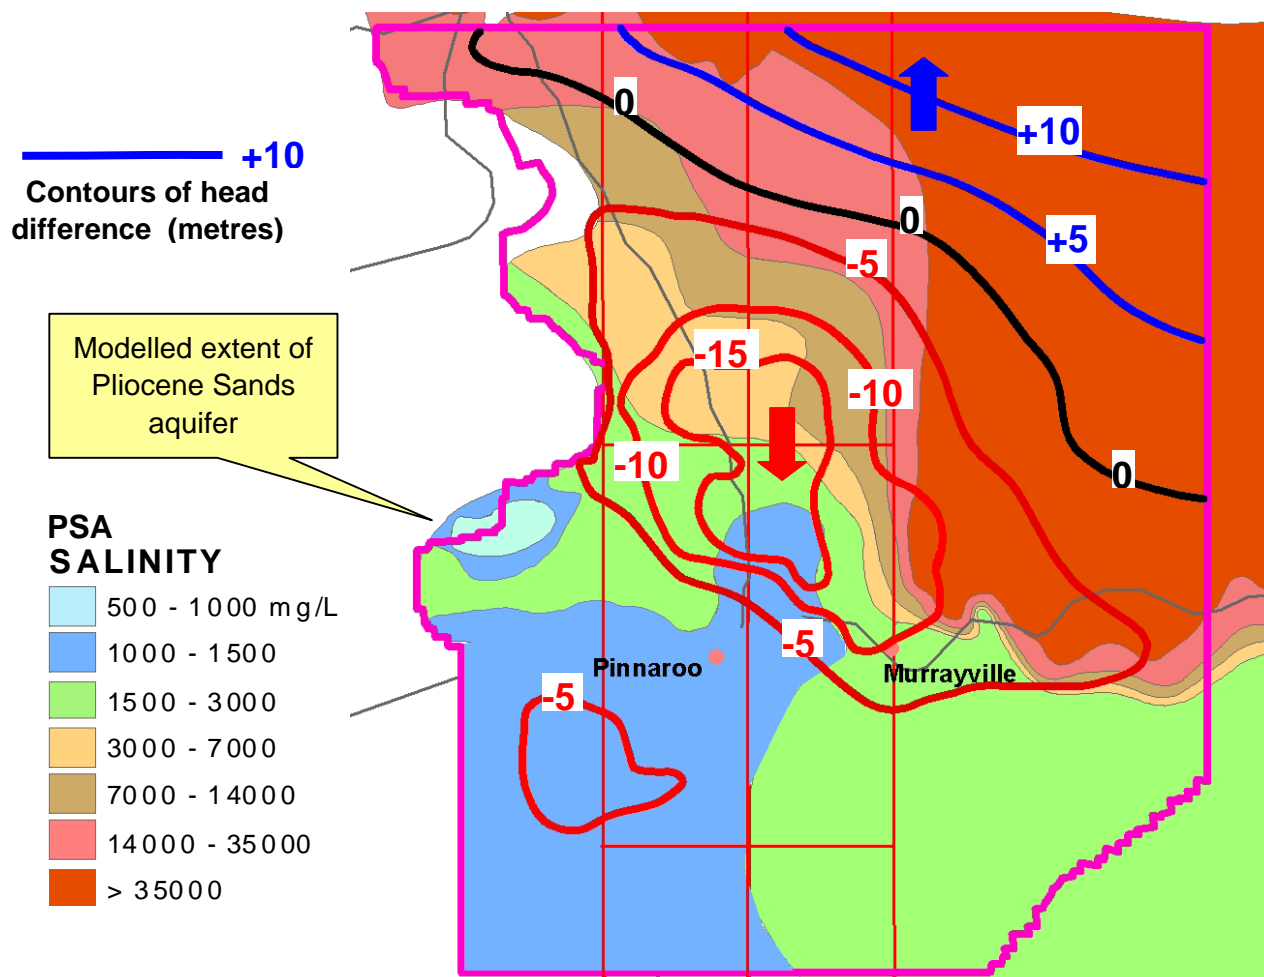 0
+10
+10
Contours of head
difference (metres)
0
+5
-5
Modelled extent of
Pliocene Sands
aquifer
-15
-10
-10
0
PSA
SALINITY
500 - 1000 mg/L
1000 - 1500
1500 - 3000
3000 - 7000
7000 - 14000
14000 - 35000
> 35000
-5
Pinnaroo
Murrayville
-5